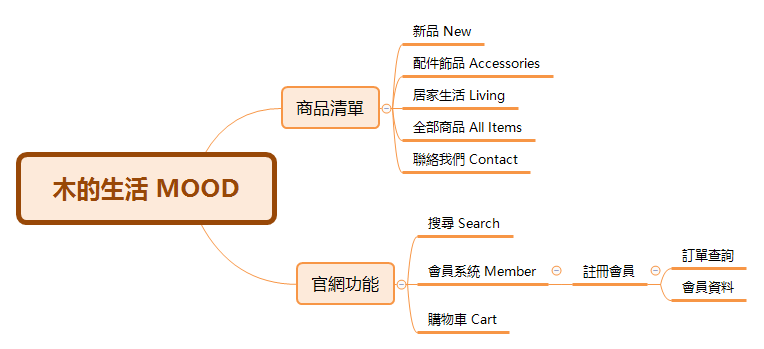 木的生活 MOOD
商品清單
新品 New
配件飾品 Accessories
居家生活 Living
全部商品 All Items
聯絡我們 Contact
官網功能
搜尋 Search
會員系統 Member
註冊會員
訂單查詢
會員資料
購物車 Cart